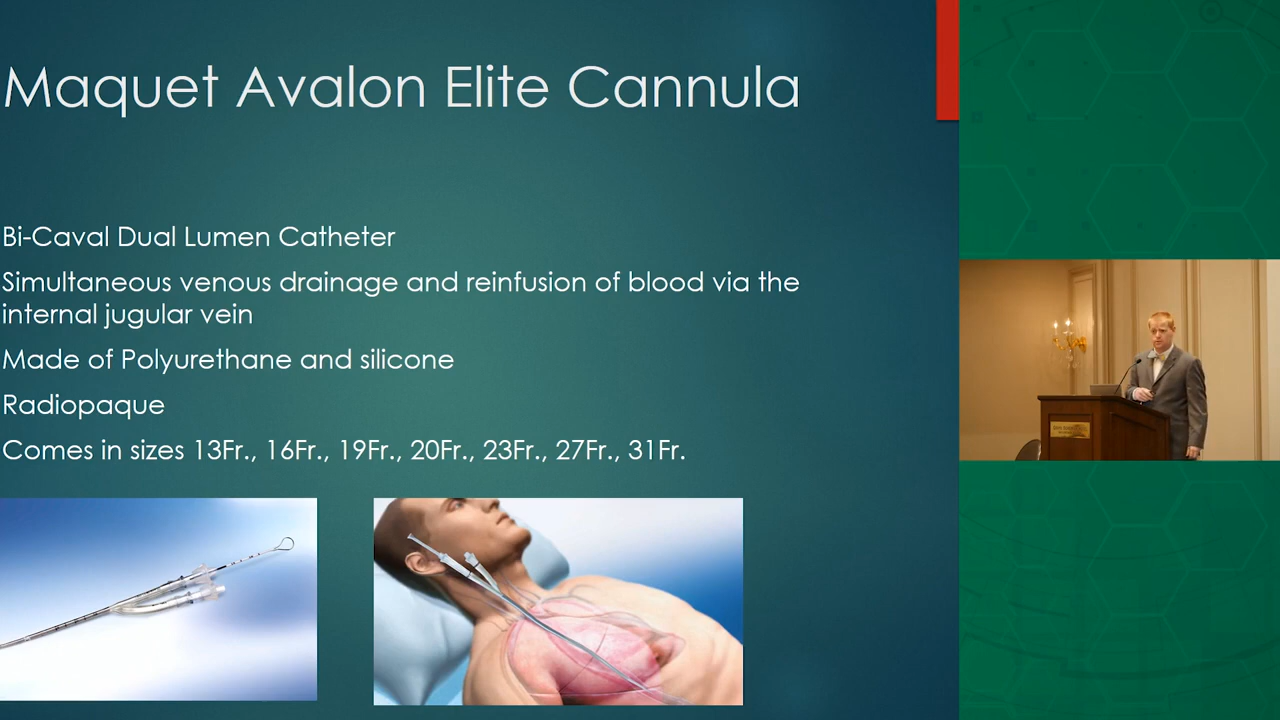 Maquet Avalon Elite Cannula
Bi-Caval Dual Lumen Catheter
Simultaneous venous drainage and reinfusion of blood via the
internal jugular vein
Made of Polyurethane and silicone
Radiopaque
Comes in sizes 13Fr., 16Fr., 19Fr., 20Fr., 23Fr., 27Fr., 31Fr.